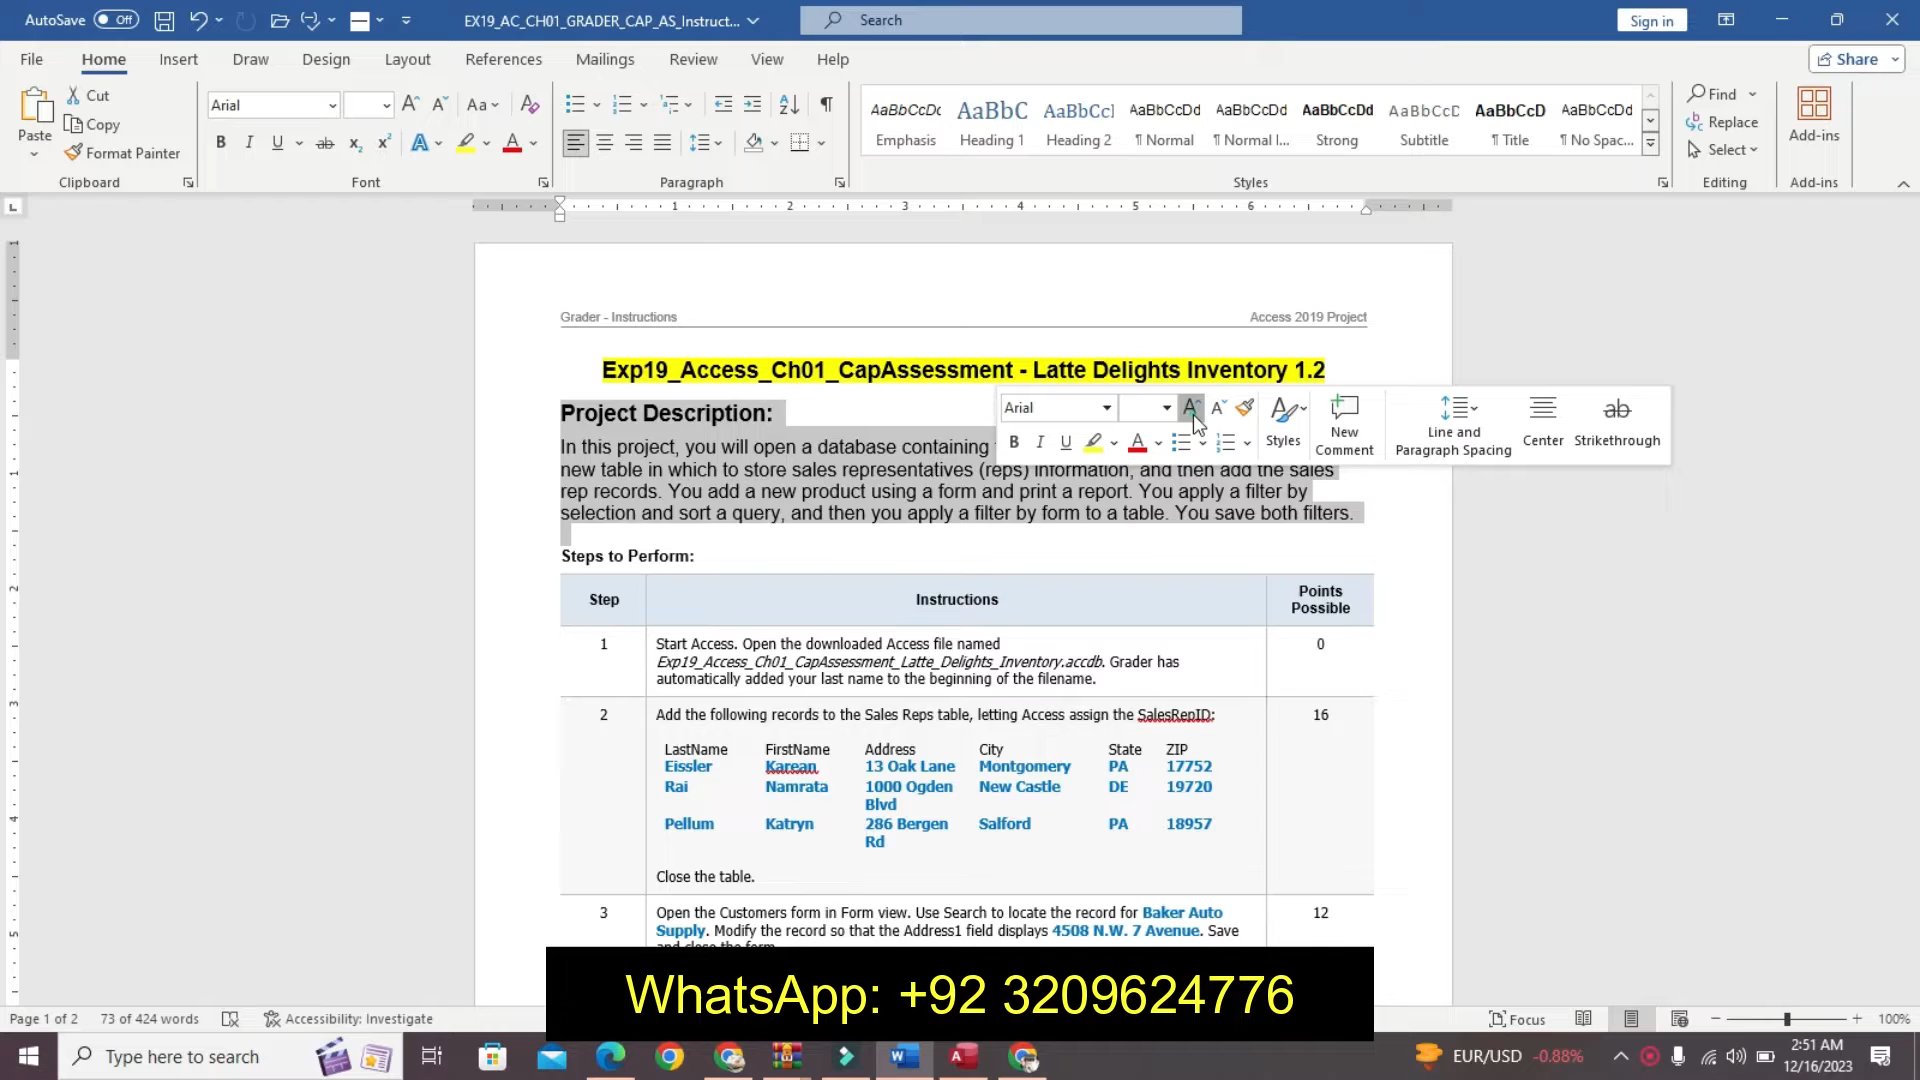 AutoSave Off
EX19_AC_CH01_GRADER_CAP_AS_Instruct...
Search
Sign in
File Home Insert Draw Design Layout References Mailings Review View Help
Share
Paste
Cut
Copy
Format Painter
Clipboard
Arial
Font
Paragraph
AaBbCcDc Emphasis
AaBbC Heading 1
AaBbCcI Heading 2
AaBbCcDd ¶ Normal
AaBbCcDd ¶ Normal I...
AaBbCcDd Strong
AaBbCcD Subtitle
AaBbCcD ¶ Title
AaBbCcDd ¶ No Spac...
Styles
Find
Replace
Select
Editing
Add-ins
Add-ins
1 2 3 4 5 6
Grader - Instructions Access 2019 Project
Exp19_Access_Ch01_CapAssessment - Latte Delights Inventory 1.2
Project Description:
Arial
Styles
New Comment
Line and Paragraph Spacing
Center
Strikethrough
In this project, you will open a database containing
new table in which to store sales representatives (reps) information, and then add the sales
rep records. You add a new product using a form and print a report. You apply a filter by
selection and sort a query, and then you apply a filter by form to a table. You save both filters.
Steps to Perform:
Step Instructions Points Possible
1 Start Access. Open the downloaded Access file named 0
Exp19_Access_Ch01_CapAssessment_Latte_Delights_Inventory.accdb. Grader has
automatically added your last name to the beginning of the filename.
2 Add the following records to the Sales Reps table, letting Access assign the SalesRepID: 16
LastName FirstName Address City State ZIP
Eissler Karean 13 Oak Lane Montgomery PA 17752
Rai Namrata 1000 Ogden Blvd New Castle DE 19720
Pellum Katryn 286 Bergen Rd Salford PA 18957
Close the table.
3 Open the Customers form in Form view. Use Search to locate the record for Baker Auto 12
Supply. Modify the record so that the Address1 field displays 4508 N.W. 7 Avenue. Save
and close the form.
WhatsApp: +92 3209624776
Page 1 of 2 73 of 424 words Accessibility: Investigate
Focus 100%
Type here to search
EUR/USD -0.88%
2:51 AM
12/16/2023